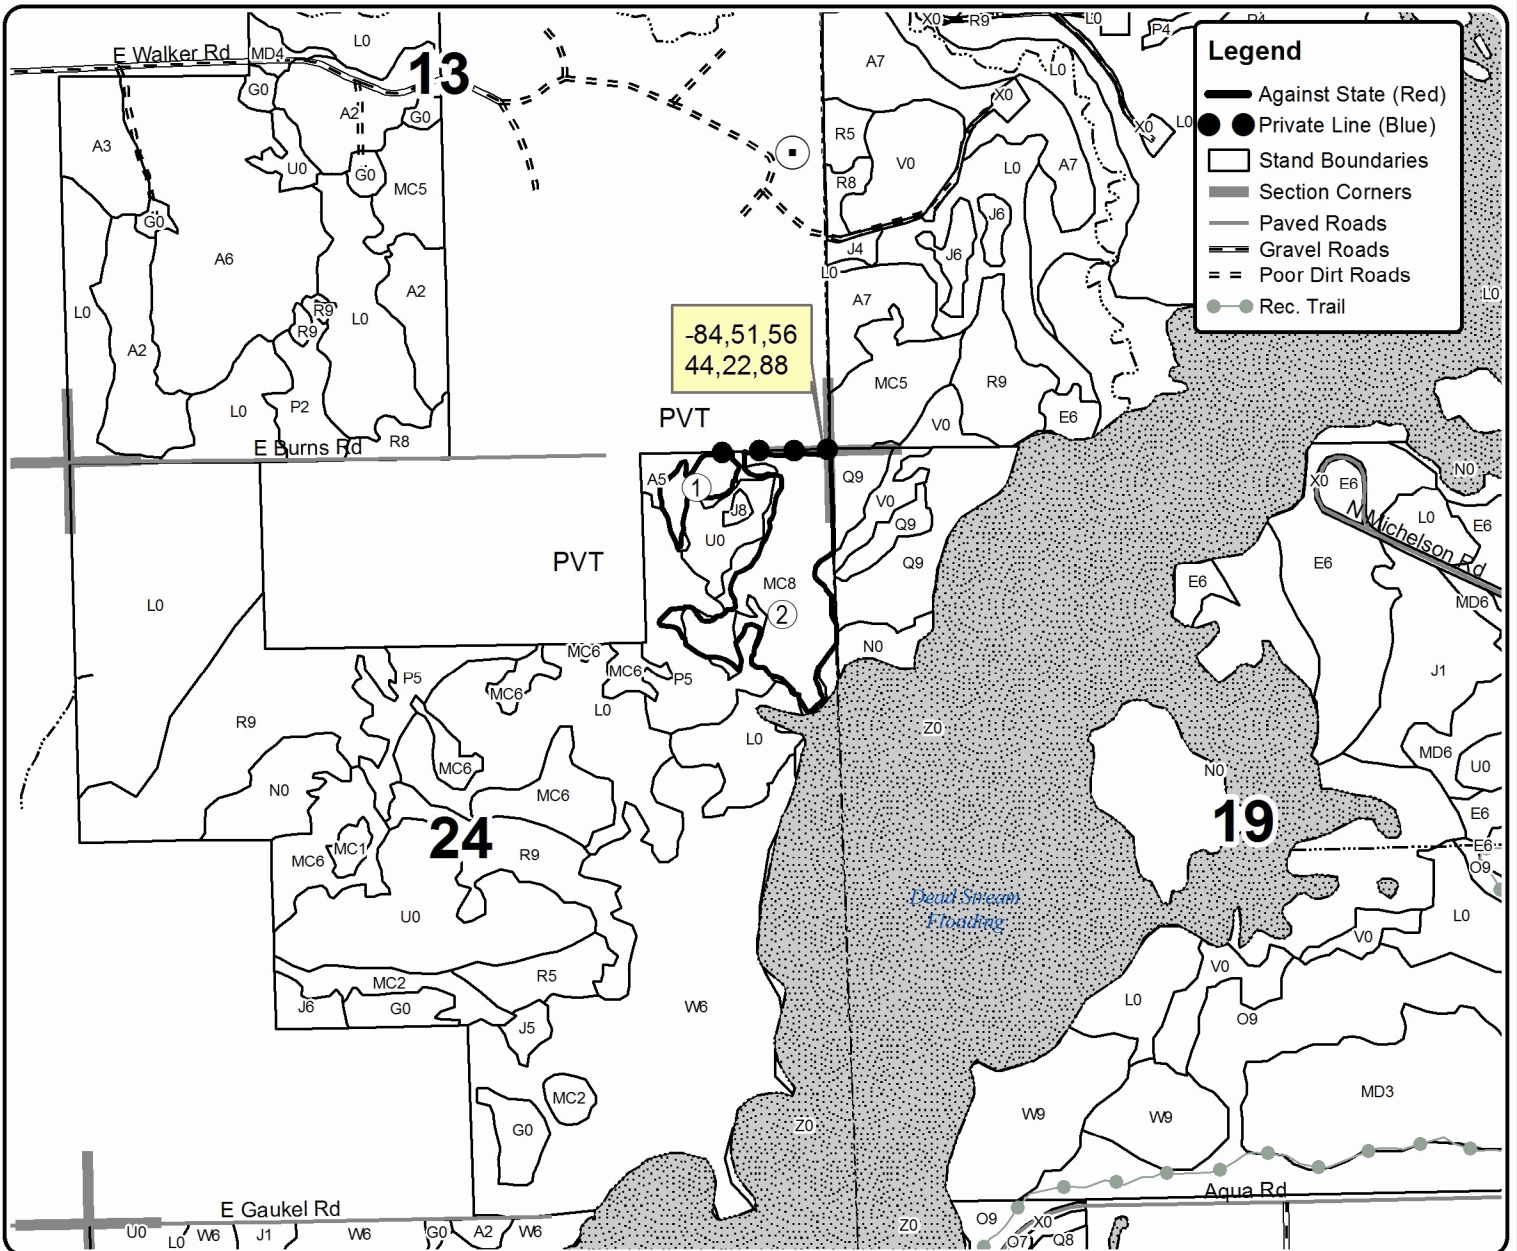 X0
R9
L0
P4
P4
Legend
Against State (Red)
Private Line (Blue)
Stand Boundaries
Section Corners
Paved Roads
Gravel Roads
Poor Dirt Roads
Rec. Trail
E Walker Rd
MD4
L0
13
A7
L0
G0
A2
G0
X0
X0
L0
A3
R5
U0
G0
MC5
V0
L0
A7
R8
G0
J6
A6
J4
J6
L0
A2
A7
L0
L0
R9
L0
R9
A2
-84,51,56
44,22,88
MC5
R9
L0
P2
PVT
V0
E6
E Burns Rd
R8
A5
1
Q9
X0
E6
N0
J8
V0
Q9
N Michelson Rd
L0
E6
U0
PVT
Q9
E6
MC8
E6
L0
2
MD6
N0
MC6
MC6
P5
P5
J1
MC6
L0
R9
Z0
L0
MD6
U0
MC6
N0
N0
MC6
19
E6
24
MC1
E6
MC6
R9
O9
Dead Stream
Flooding
U0
L0
V0
V0
R5
MC2
L0
J6
G0
W6
O9
J5
MD3
MC2
W9
W9
G0
Z0
Aqua Rd
E Gaukel Rd
U0
L0
W6
J1
W6
G0
A2
W6
Z0
O9
X0
O7
Q8